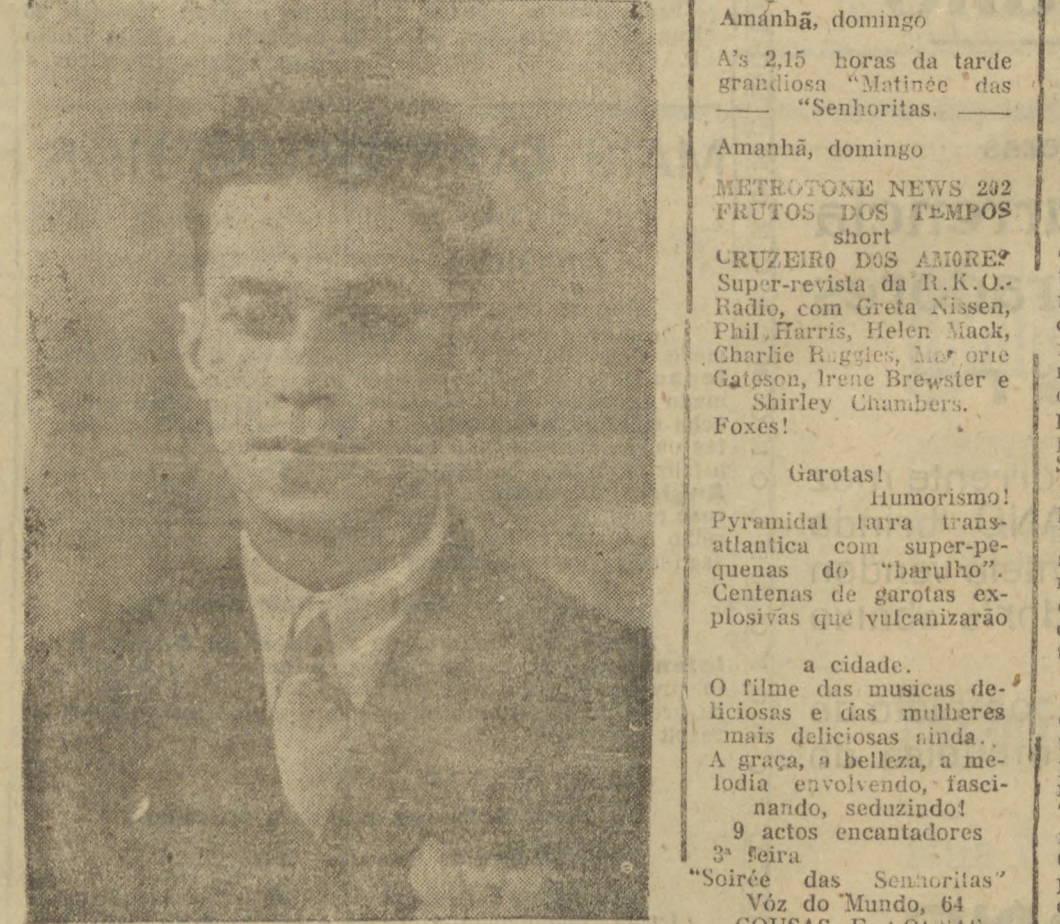 Amanhã, domingo
A's 2,15 horas da tarde
grandiosa "Matinée das
"Senhoritas.
Amanhã, domingo
METROTONE NEWS 202
FRUTOS DOS TEMPOS
short
CRUZEIRO DOS AMORES
Super-revista da R.K.O.-
Radio, com Greta Nissen,
Phil Harris, Helen Mack,
Charlie Ruggles,
Gateson, Irene Brewster e
Shirley Chambers.
Foxes!
Garotas!
Humorismo!
Pyramidal farra trans-
atlantica com super-pe-
quenas do "barulho".
Centenas de garotas ex-
plosivas que vulcanizarão
a cidade.
O filme das musicas de-
liciosas e das mulheres
mais deliciosas ainda..
A graça, a belleza, a me-
lodia envolvendo, fasci-
nando, seduzindo!
9 actos encantadores
3ª feira
"Soirée das Senhoritas"
Vóz do Mundo, 64